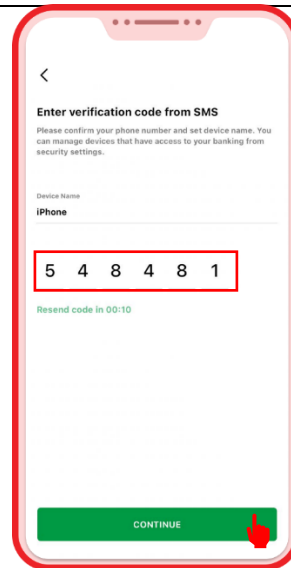 Enter verification code from SMS
Please confirm your phone number and set device name. You
can manage devices that have access to your banking from
security settings.
Device Name
iPhone
5 4 8 4 8 1
Resend code in 00:10
CONTINUE